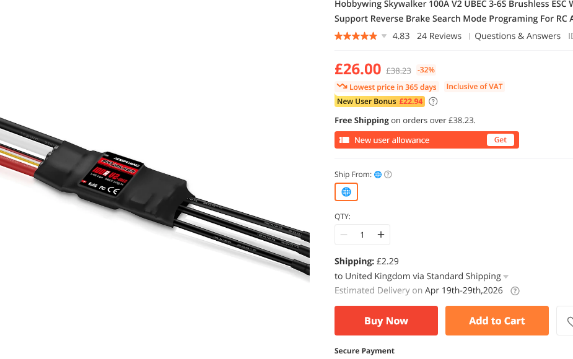 Hobbywing Skywalker 100A V2 UBEC 3-6S Brushless ESC
Support Reverse Brake Search Mode Programing For RC
4.83 24 Reviews | Questions & Answers
£26.00 £38.23 -32%
Lowest price in 365 days Inclusive of VAT
New User Bonus £22.94 ?
Free Shipping on orders over £38.23.
New user allowance Get
Ship From: ?
QTY:
− 1 +
Shipping: £2.29
to United Kingdom via Standard Shipping
Estimated Delivery on Apr 19th-29th,2026 ?
Buy Now Add to Cart
Secure Payment